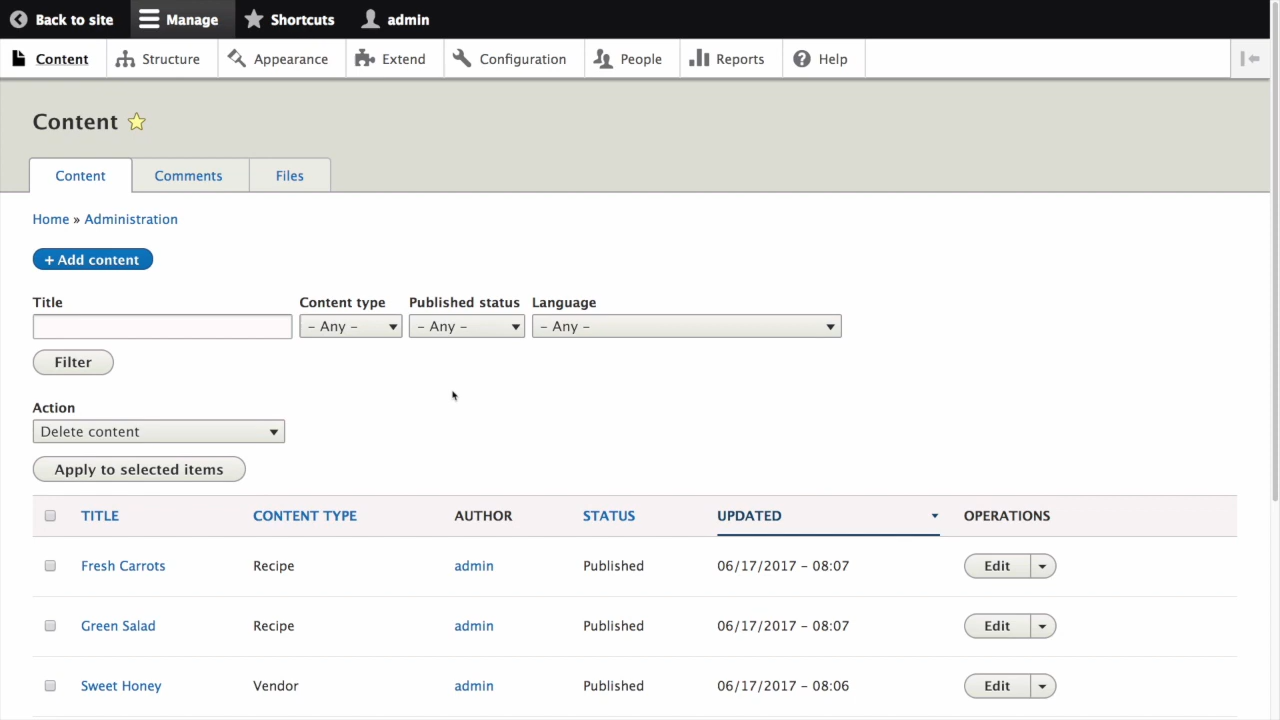 Back to site Manage Shortcuts admin
Content Structure Appearance Extend Configuration People Reports Help
Content
Content Comments Files
Home » Administration
+ Add content
Title Content type Published status Language
– Any – – Any – – Any –
Filter
Action
Delete content
Apply to selected items
TITLE CONTENT TYPE AUTHOR STATUS UPDATED OPERATIONS
Fresh Carrots Recipe admin Published 06/17/2017 – 08:07 Edit
Green Salad Recipe admin Published 06/17/2017 – 08:07 Edit
Sweet Honey Vendor admin Published 06/17/2017 – 08:06 Edit